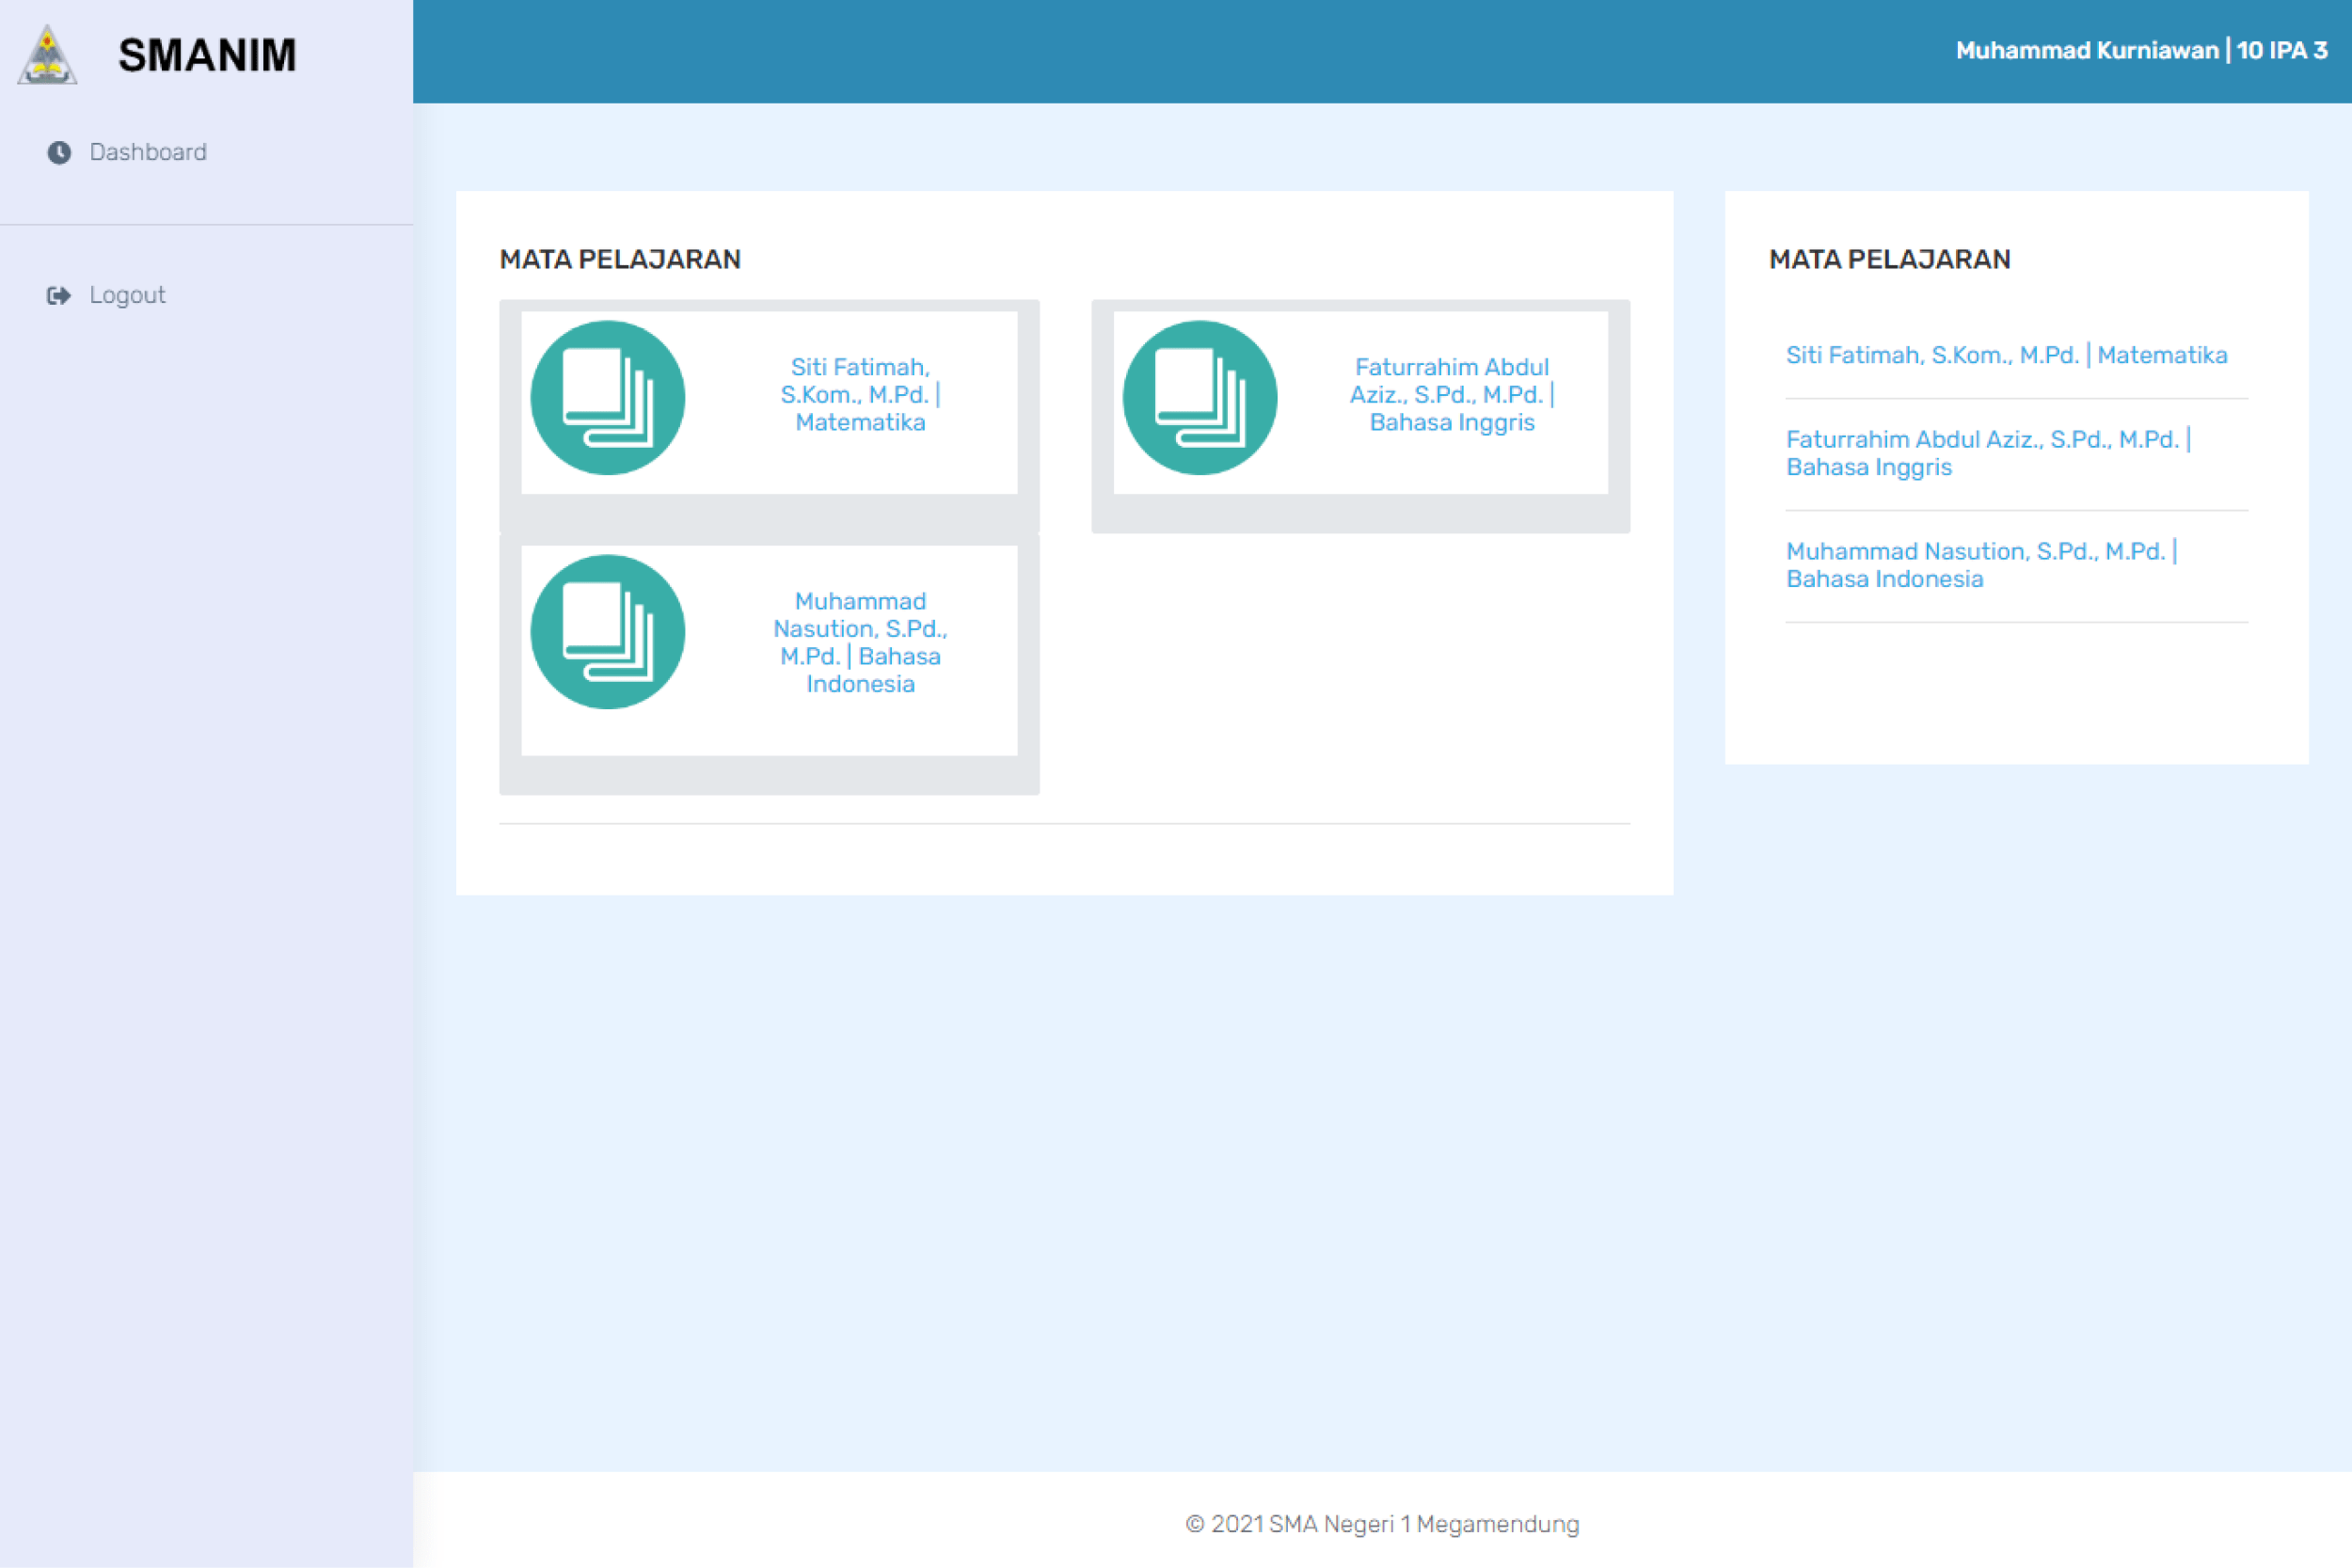 SMANIM
Muhammad Kurniawan | 10 IPA 3
Dashboard
Logout
MATA PELAJARAN
Siti Fatimah,
S.Kom., M.Pd. |
Matematika
Faturrahim Abdul
Aziz., S.Pd., M.Pd. |
Bahasa Inggris
Muhammad
Nasution, S.Pd.,
M.Pd. | Bahasa
Indonesia
MATA PELAJARAN
Siti Fatimah, S.Kom., M.Pd. | Matematika
Faturrahim Abdul Aziz., S.Pd., M.Pd. |
Bahasa Inggris
Muhammad Nasution, S.Pd., M.Pd. |
Bahasa Indonesia
© 2021 SMA Negeri 1 Megamendung